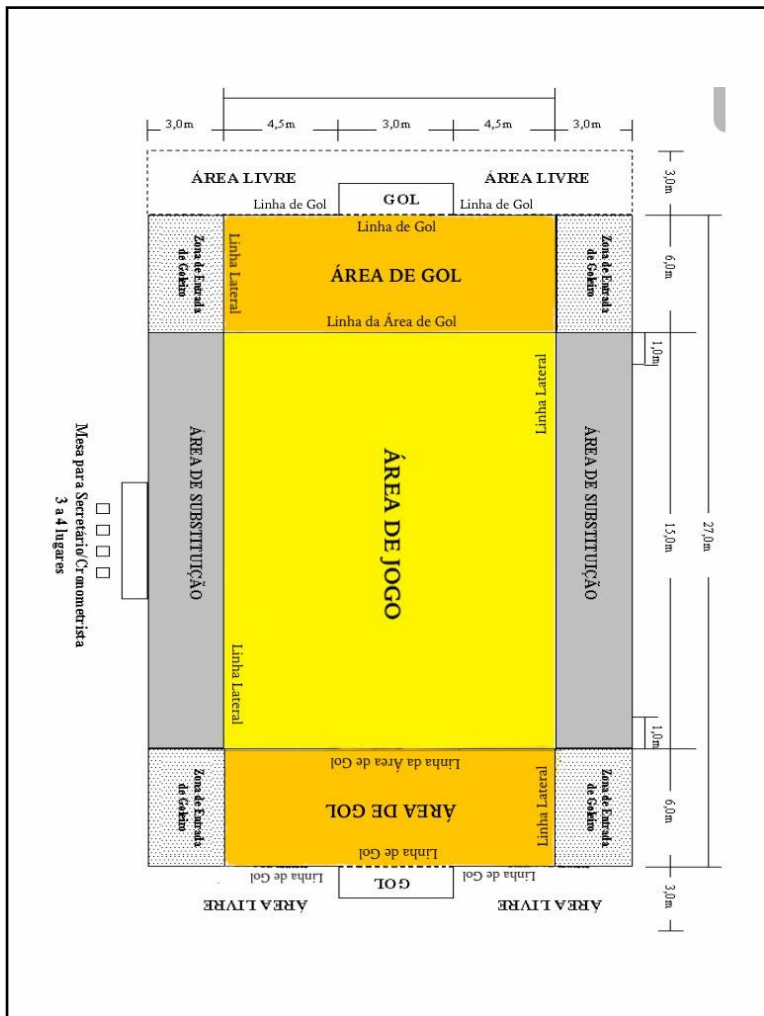 3,0m 4,5m 3,0m 4,5m 3,0m
ÁREA LIVRE
ÁREA LIVRE
3,0m
GOL
Linha de Gol
Linha de Gol
Linha de Gol
Zona de Entrada
de Goleiro
Linha Lateral
ÁREA DE GOL
Zona de Entrada
de Goleiro
6,0m
Linha da Área de Gol
1,0m
Linha Lateral
ÁREA DE SUBSTITUIÇÃO
ÁREA DE JOGO
ÁREA DE SUBSTITUIÇÃO
15,0m
27,0m
Mesa para Secretário/Cronometrista
3 a 4 lugares
Linha Lateral
1,0m
Linha da Área de Gol
Zona de Entrada
de Goleiro
ÁREA DE GOL
Linha Lateral
Zona de Entrada
de Goleiro
6,0m
Linha de Gol
Linha de Gol
GOL
Linha de Gol
3,0m
ÁREA LIVRE
ÁREA LIVRE